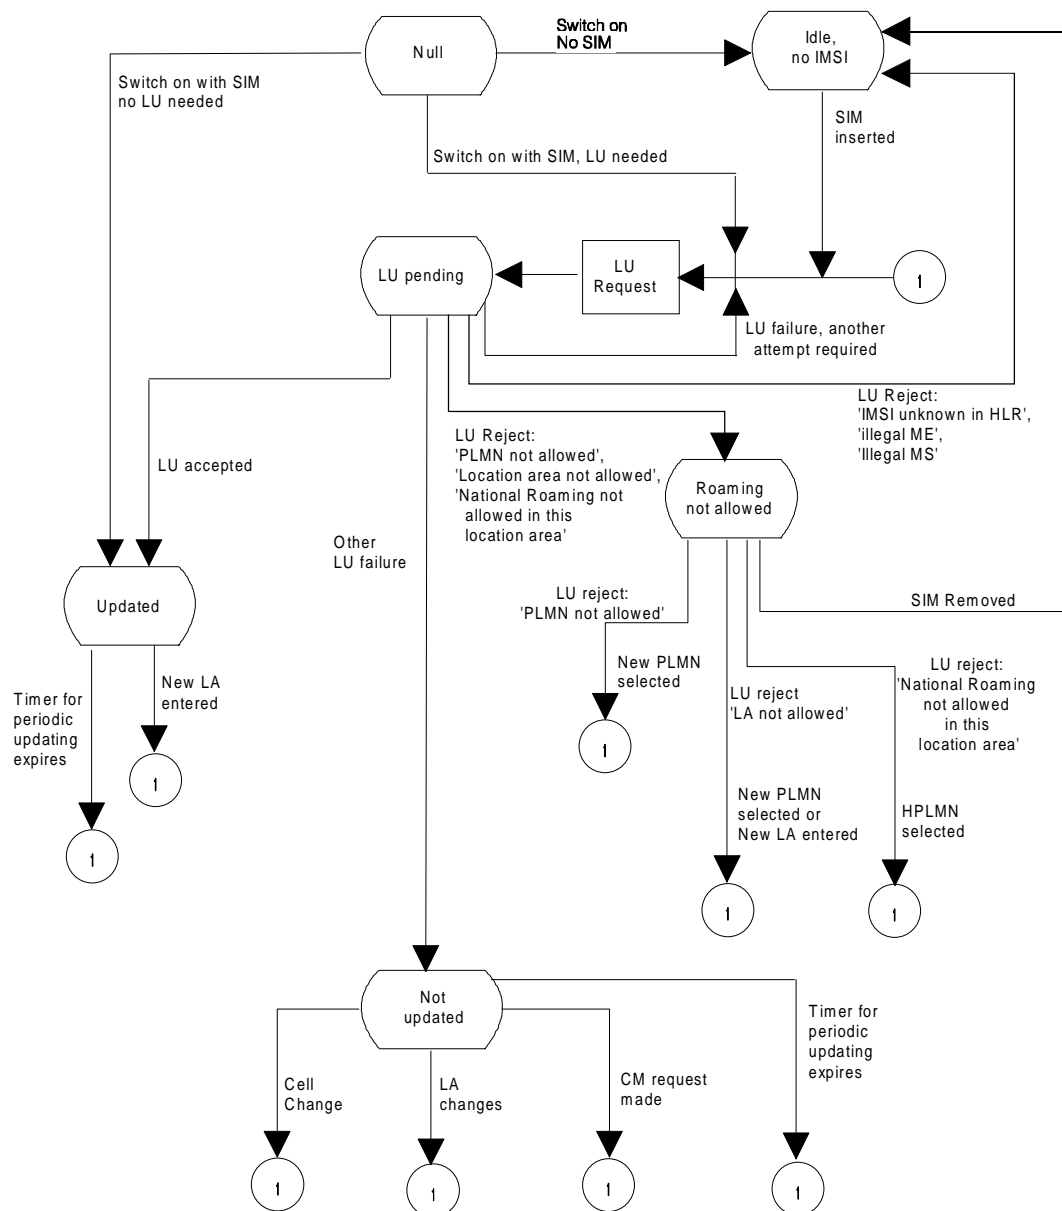 Switch on
No SIM
Null
Idle,
no IMSI
Switch on with SIM
no LU needed
SIM
inserted
Switch on with SIM, LU needed
LU pending
LU
Request
1
LU failure, another
attempt required
LU Reject:
'IMSI unknown in HLR',
'illegal ME',
'Illegal MS'
LU Reject:
'PLMN not allowed',
'Location area not allowed',
'National Roaming not
allowed in this
location area'
LU accepted
Roaming
not allowed
Other
LU failure
Updated
LU reject:
'PLMN not allowed'
SIM Removed
New PLMN
selected
LU reject
'LA not allowed'
LU reject:
'National Roaming
not allowed
in this
location area'
New LA
entered
Timer for
periodic
updating
expires
1
1
1
New PLMN
selected or
New LA entered
HPLMN
selected
1
1
Not
updated
Timer for
periodic
updating
expires
Cell
Change
LA
changes
CM request
made
1
1
1
1